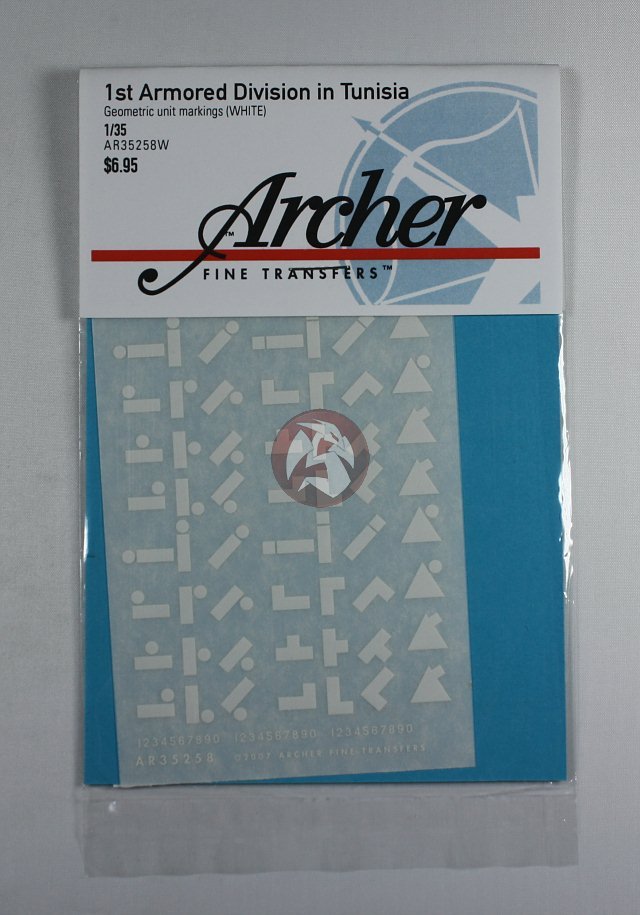 1st Armored Division in Tunisia
Geometric unit markings (WHITE)
1/35
AR35258W
$6.95
Archer
™
FINE TRANSFERS™
1234567890 1234567890 1234567890
AR35258 ©2007 ARCHER FINE TRANSFERS